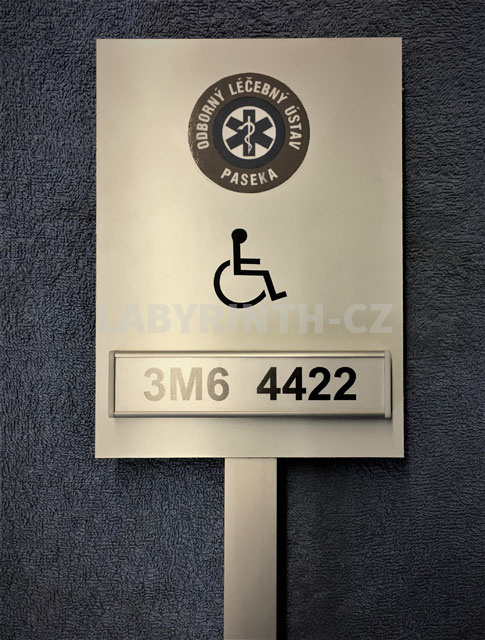 ODBORNÝ LÉČEBNÝ ÚSTAV
PASEKA
LABYRINTH-CZ
3M6 4422